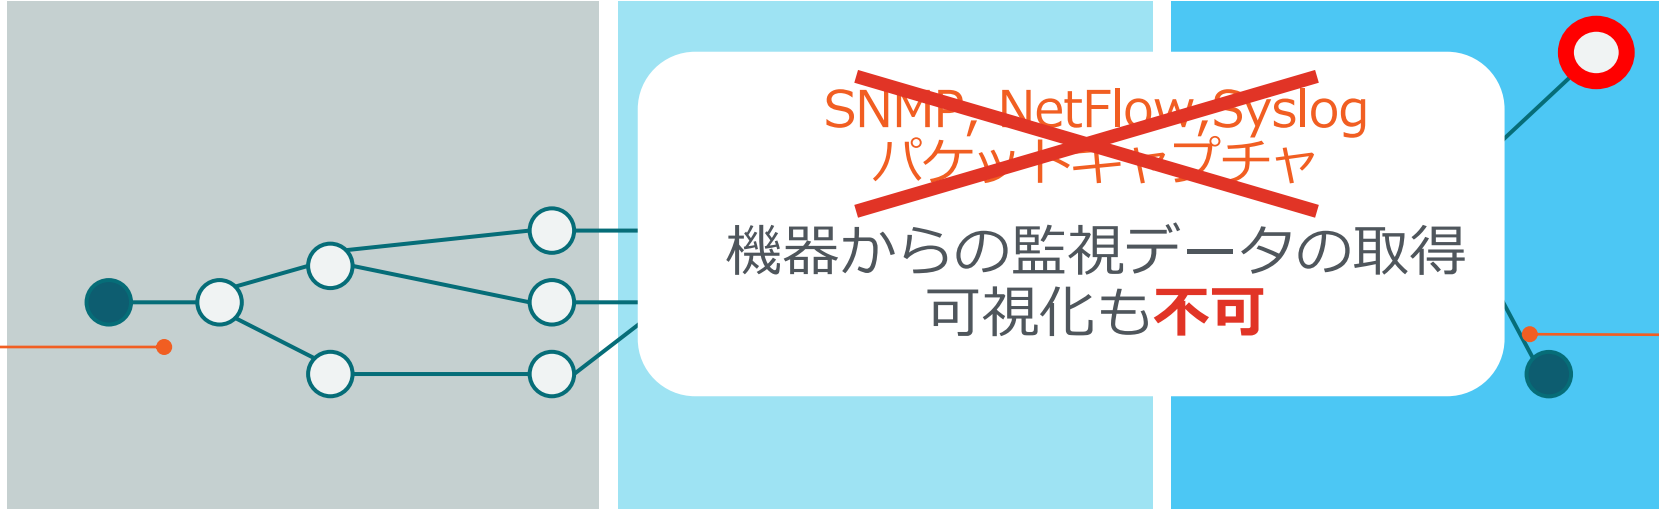 SNMP, NetFlow,Syslog
パケットキャプチャ
機器からの監視データの取得
可視化も不可